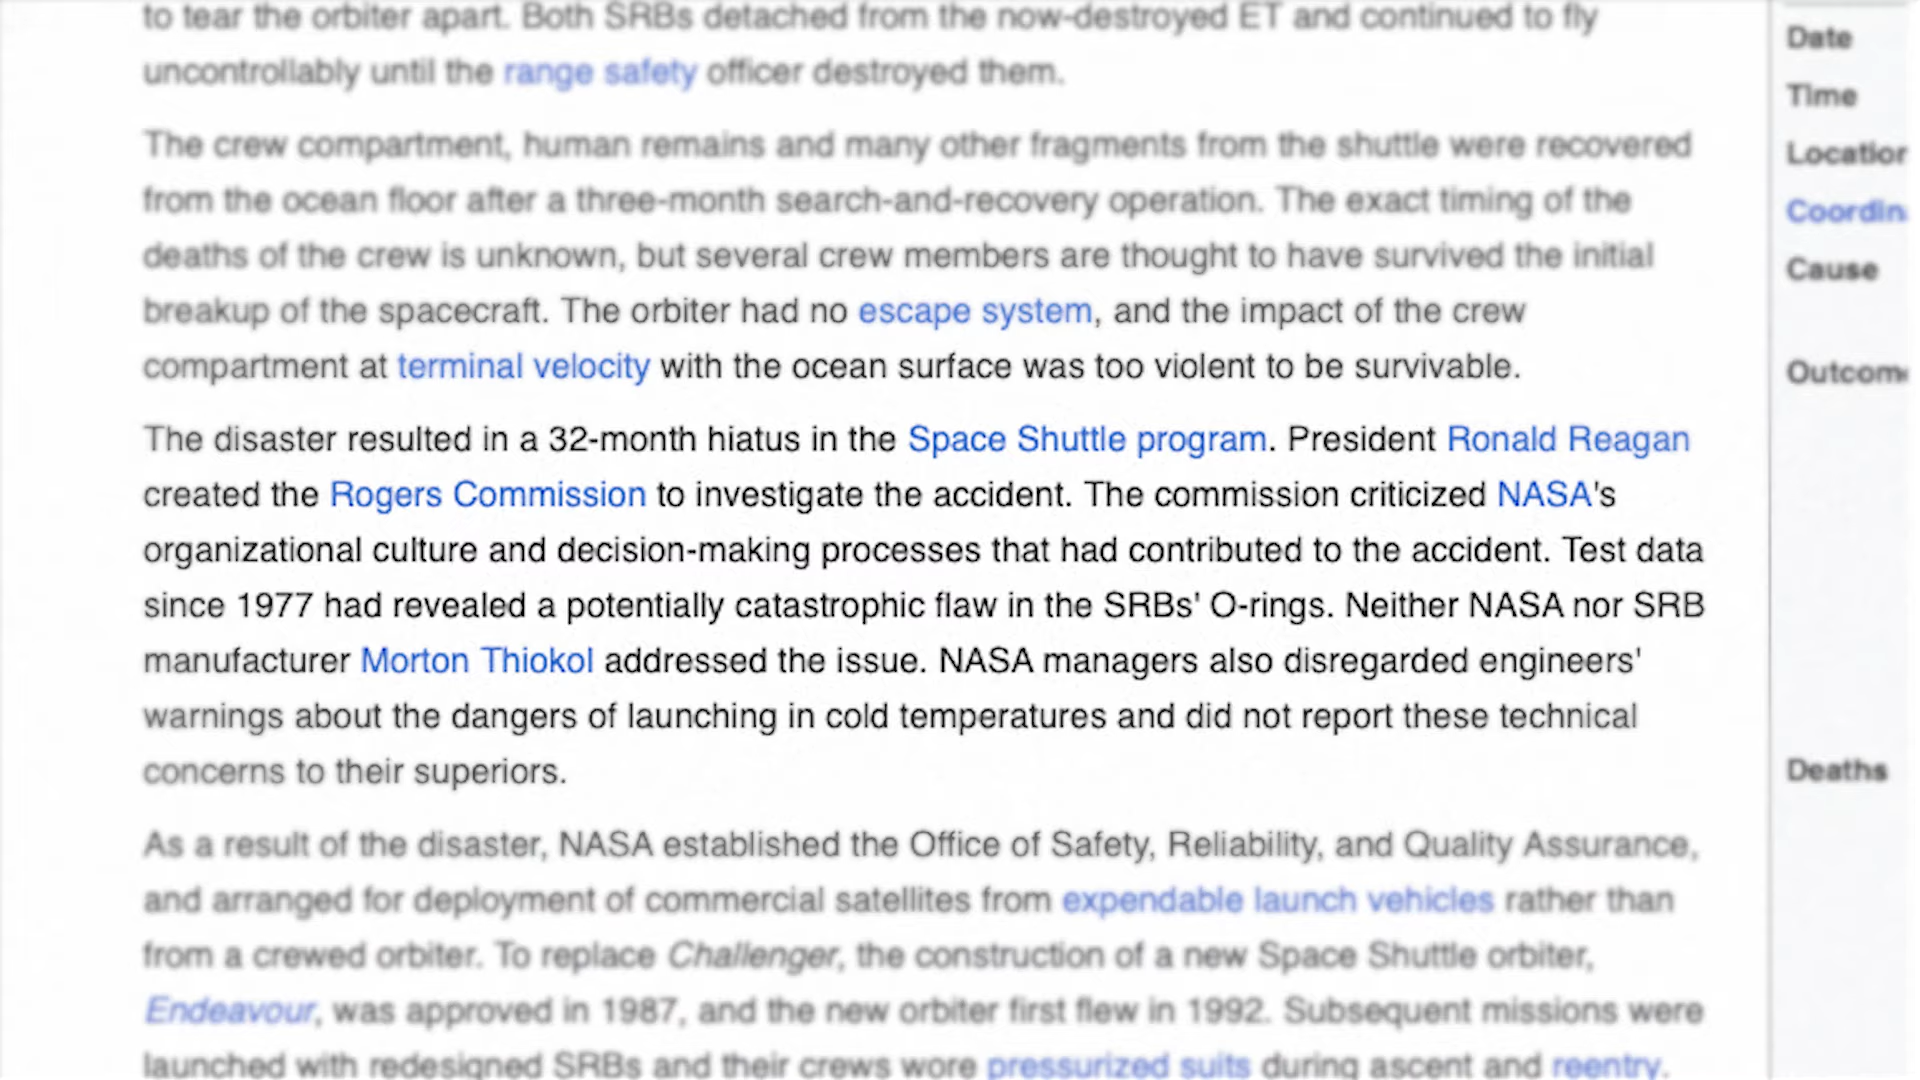 to tear the orbiter apart. Both SRBs detached from the now-destroyed ET and continued to fly
uncontrollably until the range safety officer destroyed them.
The crew compartment, human remains and many other fragments from the shuttle were recovered
from the ocean floor after a three-month search-and-recovery operation. The exact timing of the
deaths of the crew is unknown, but several crew members are thought to have survived the initial
breakup of the spacecraft. The orbiter had no escape system, and the impact of the crew
compartment at terminal velocity with the ocean surface was too violent to be survivable.
The disaster resulted in a 32-month hiatus in the Space Shuttle program. President Ronald Reagan
created the Rogers Commission to investigate the accident. The commission criticized NASA's
organizational culture and decision-making processes that had contributed to the accident. Test data
since 1977 had revealed a potentially catastrophic flaw in the SRBs' O-rings. Neither NASA nor SRB
manufacturer Morton Thiokol addressed the issue. NASA managers also disregarded engineers'
warnings about the dangers of launching in cold temperatures and did not report these technical
concerns to their superiors.
As a result of the disaster, NASA established the Office of Safety, Reliability, and Quality Assurance,
and arranged for deployment of commercial satellites from expendable launch vehicles rather than
from a crewed orbiter. To replace Challenger, the construction of a new Space Shuttle orbiter,
Endeavour, was approved in 1987, and the new orbiter first flew in 1992. Subsequent missions were
launched with redesigned SRBs and their crews wore pressurized suits during ascent and reentry.
Date
Time
Location
Coordin
Cause
Outcome
Deaths